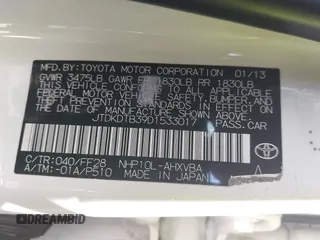 MFD. BY: TOYOTA MOTOR CORPORATION 01/13
GVWR 3475LB GAWR FR 1830LB RR 1830LB
THIS VEHICLE CONFORMS TO ALL APPLICABLE
FEDERAL MOTOR VEHICLE SAFETY, BUMPER, AND
THEFT PREVENTION STANDARDS IN EFFECT ON
THE DATE OF MANUFACTURE SHOWN ABOVE.
PASS. CAR
C/TR: 040/FF28 NHP10L-AHXVBA
A/TM: -01A/P510 MADE IN JAPAN
TOYOTA
DREAMBID